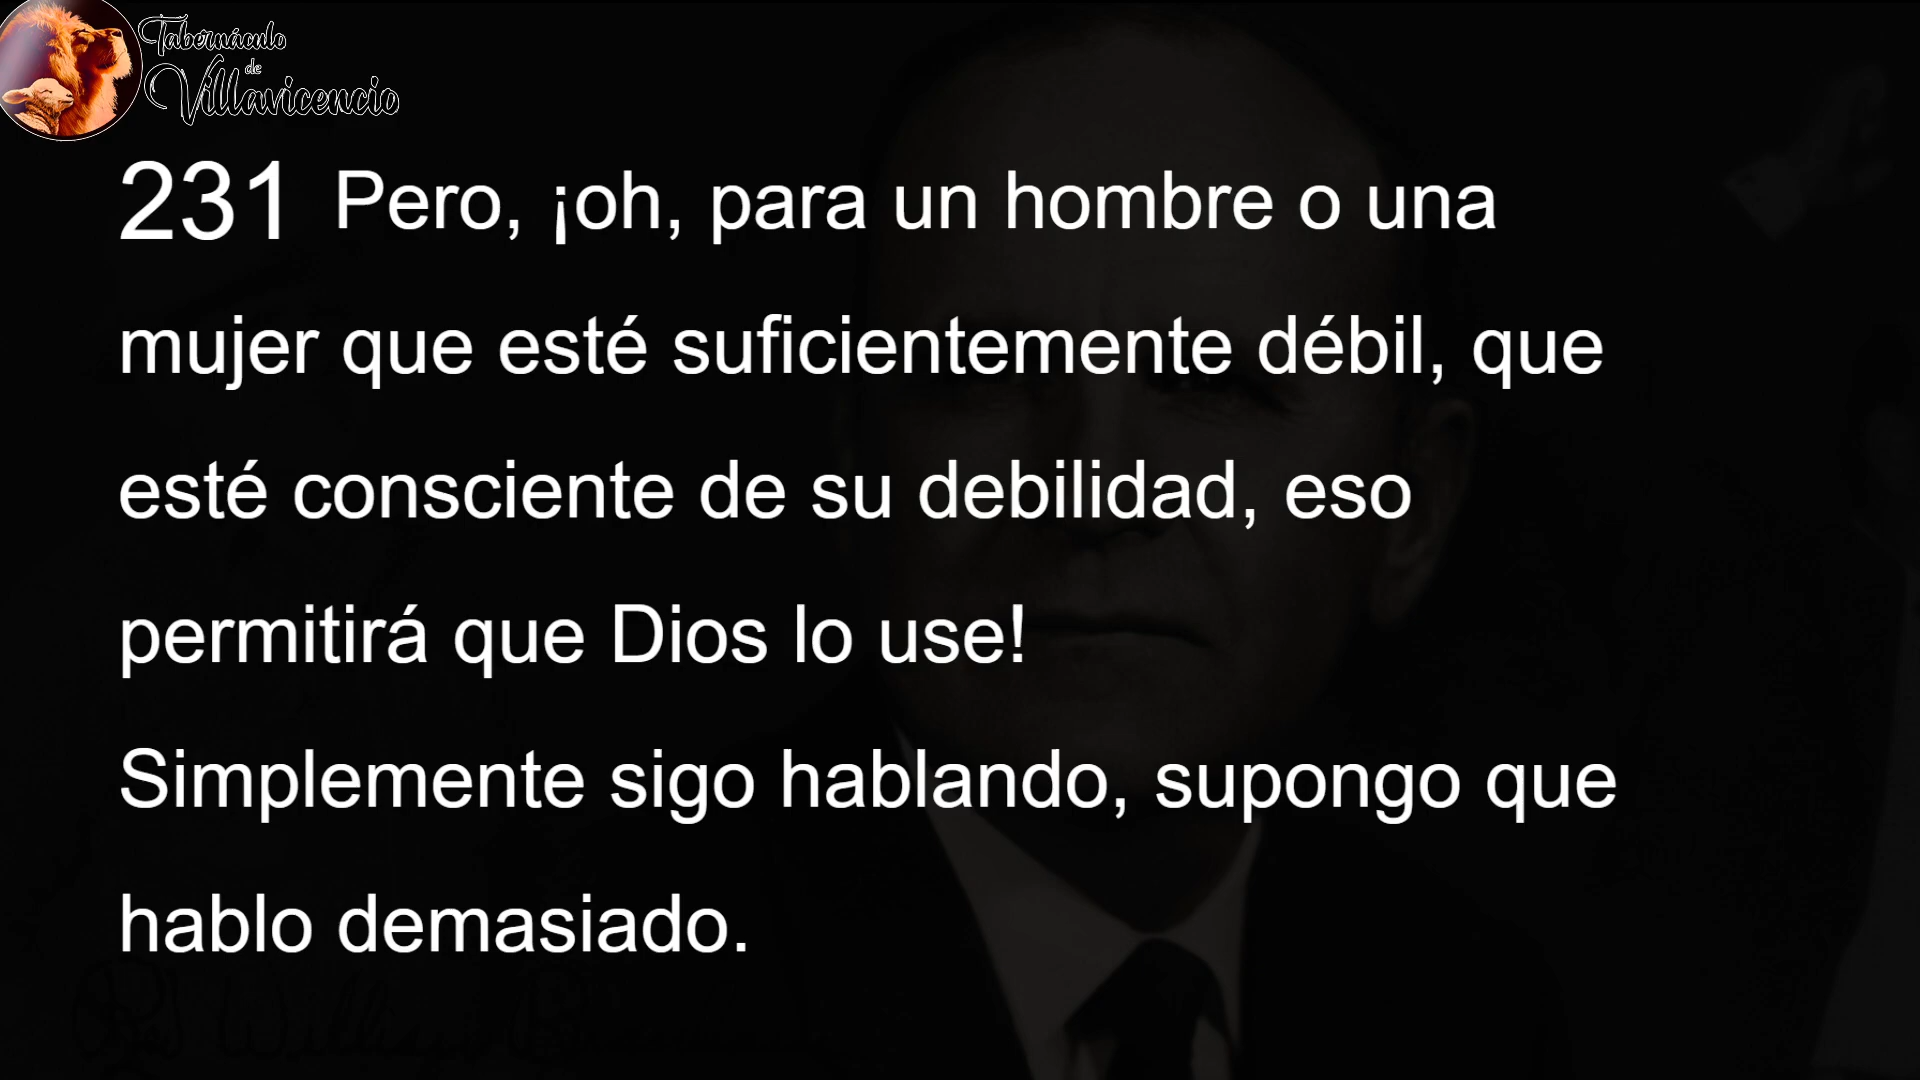 Tabernáculo
de
Villavicencio
231 Pero, ¡oh, para un hombre o una
mujer que esté suficientemente débil, que
esté consciente de su debilidad, eso
permitirá que Dios lo use!
Simplemente sigo hablando, supongo que
hablo demasiado.